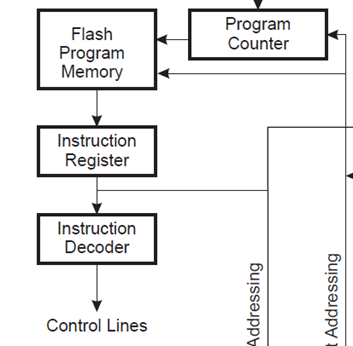 Flash
Program
Memory
Program
Counter
Instruction
Register
Instruction
Decoder
Control Lines
Addressing
t Addressing